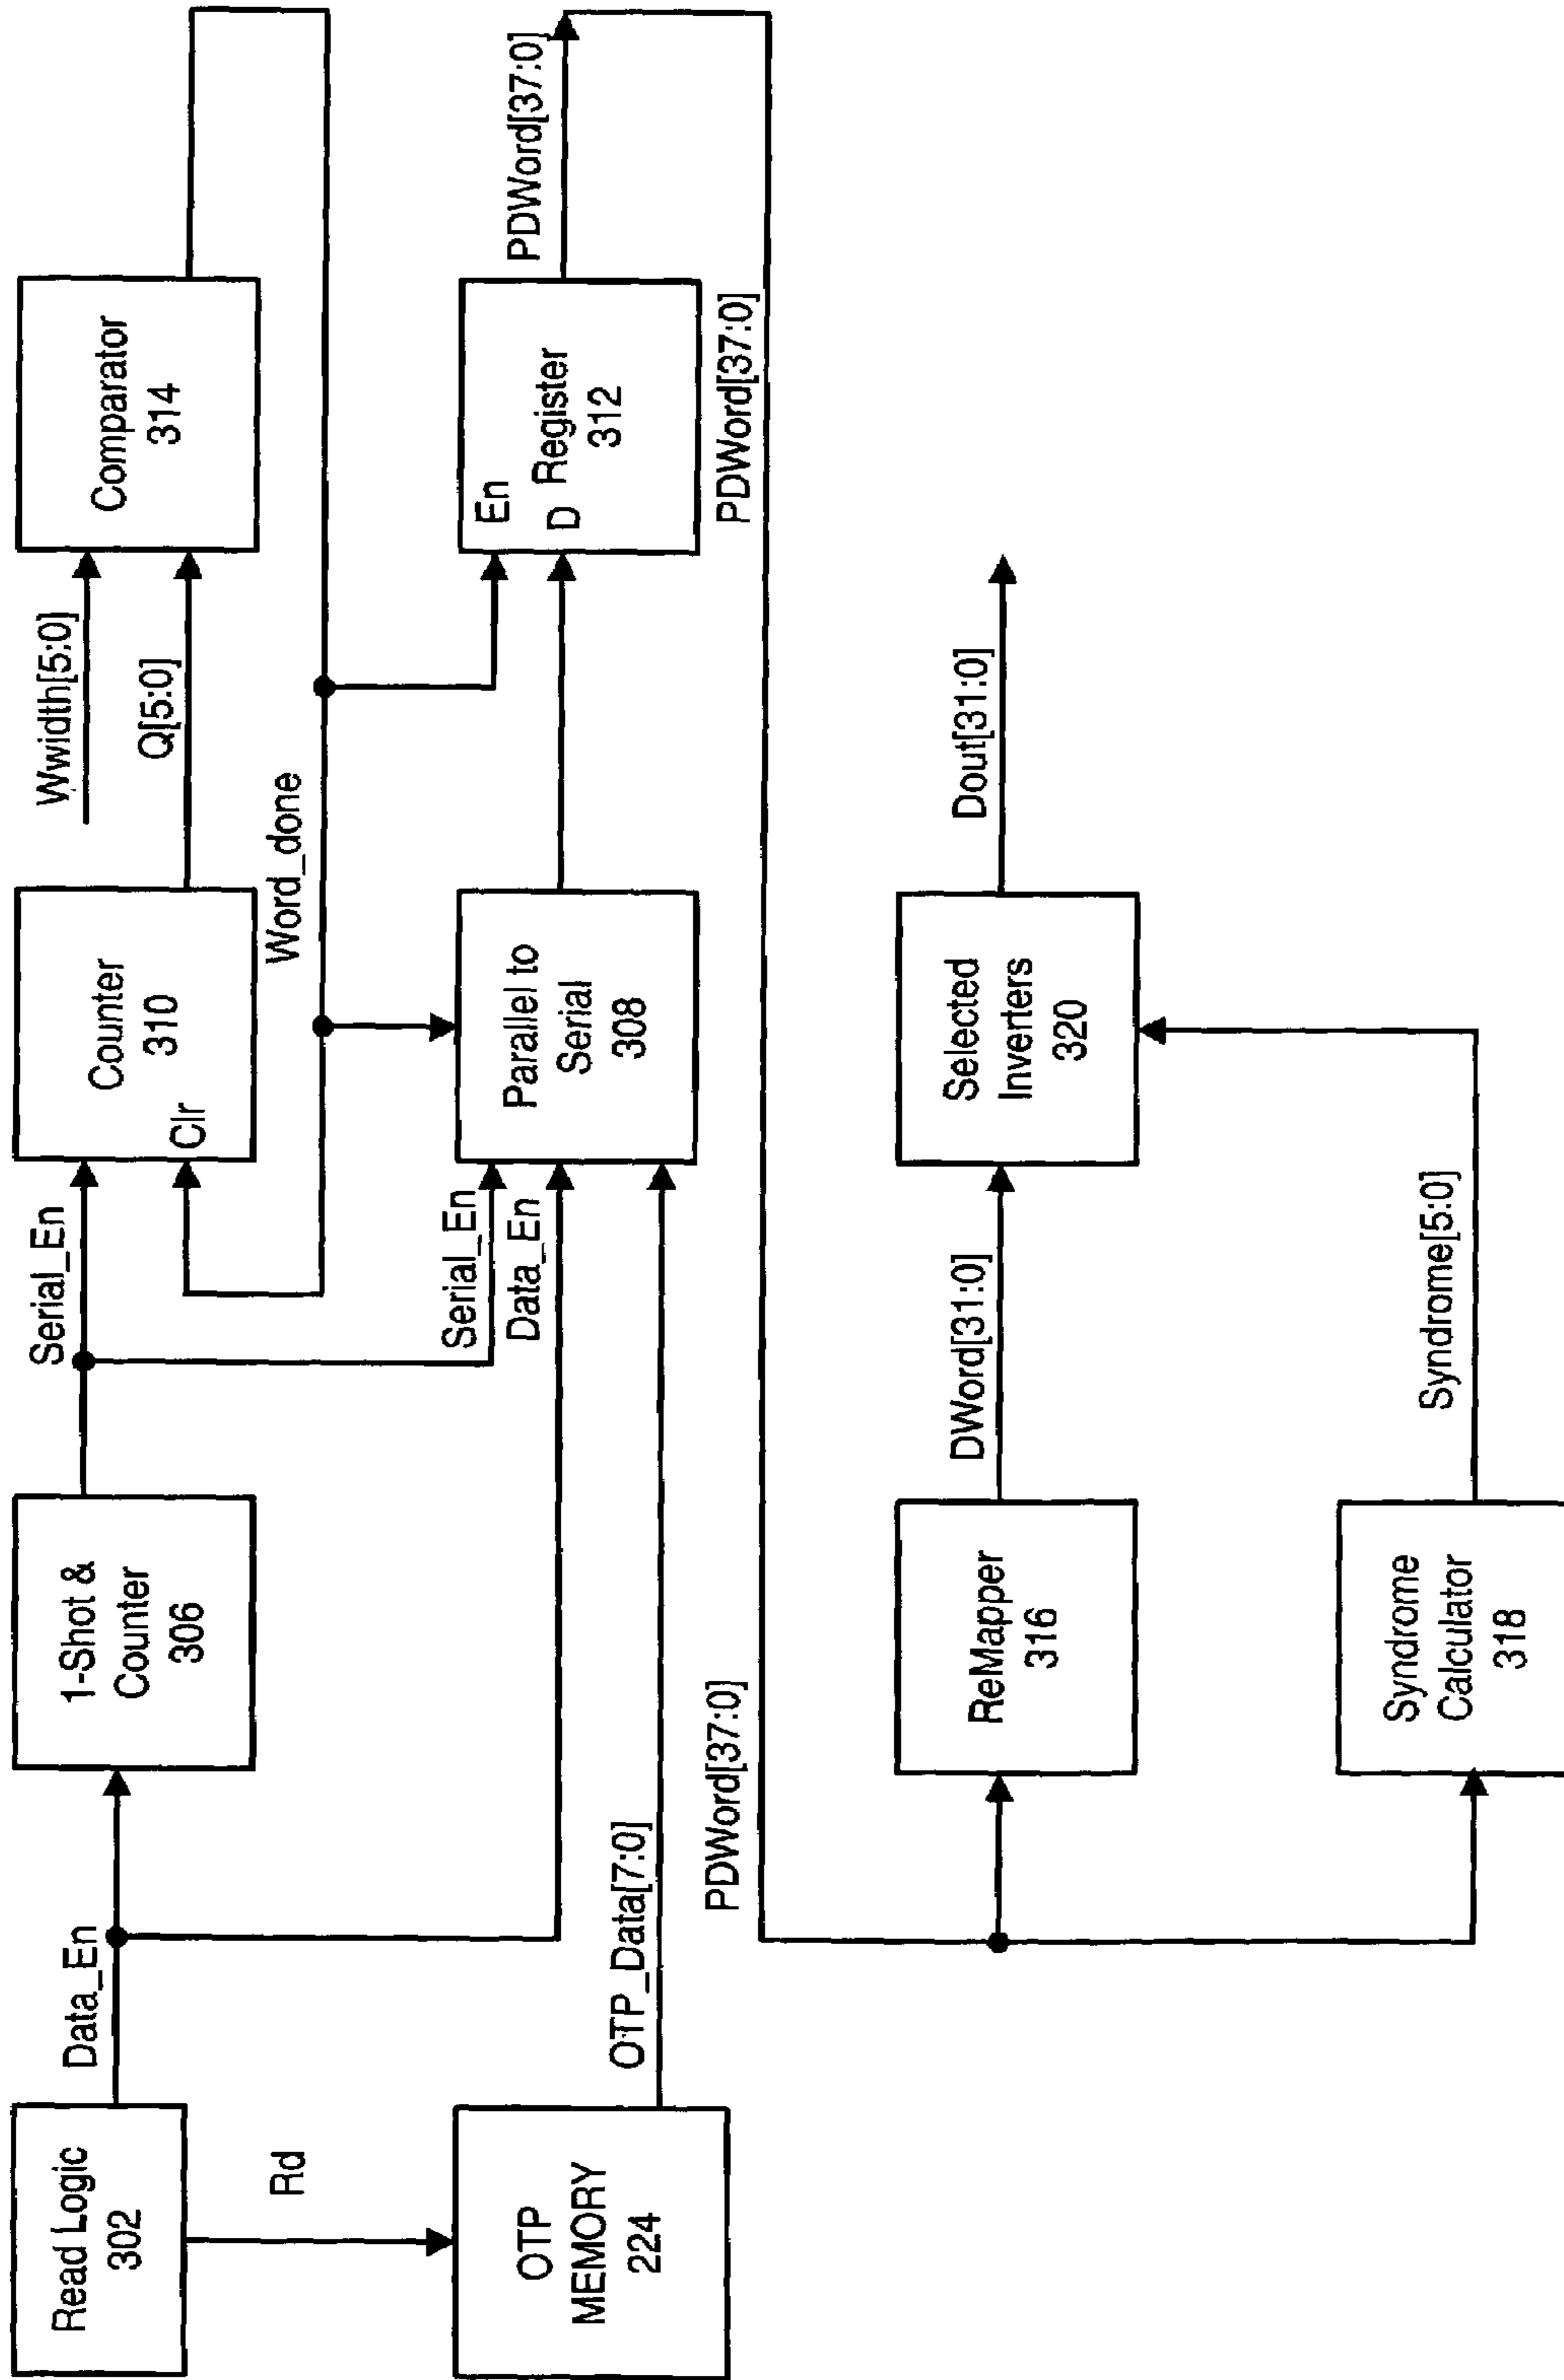 Read Logic
302
Data_En
Rd
OTP
MEMORY
224
OTP_Data[7:0]
1-Shot &
Counter
306
Serial_En
Serial_En
Data_En
Counter
310
Clr
Parallel to
Serial
308
Word_done
Wwidth[5:0]
Q[5:0]
Comparator
314
En
D Register
312
PDWord[37:0]
PDWord[37:0]
PDWord[37:0]
ReMapper
316
DWord[31:0]
Syndrome
Calculator
318
Syndrome[5:0]
Selected
Inverters
320
Dout[31:0]